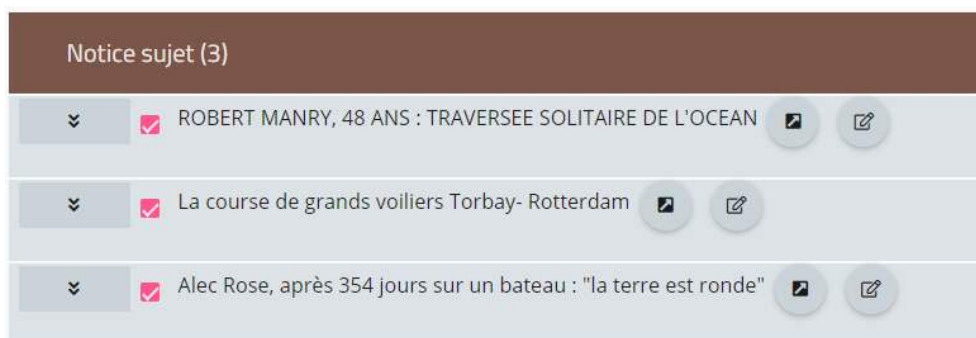 Notice sujet (3)
ROBERT MANRY, 48 ANS : TRAVERSEE SOLITAIRE DE L'OCEAN
La course de grands voiliers Torbay- Rotterdam
Alec Rose, après 354 jours sur un bateau : "la terre est ronde"